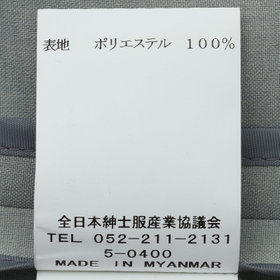 表地　ポリエステル　１００％
全日本紳士服産業協議会
TEL 052-211-2131
5-0400
MADE IN MYANMAR